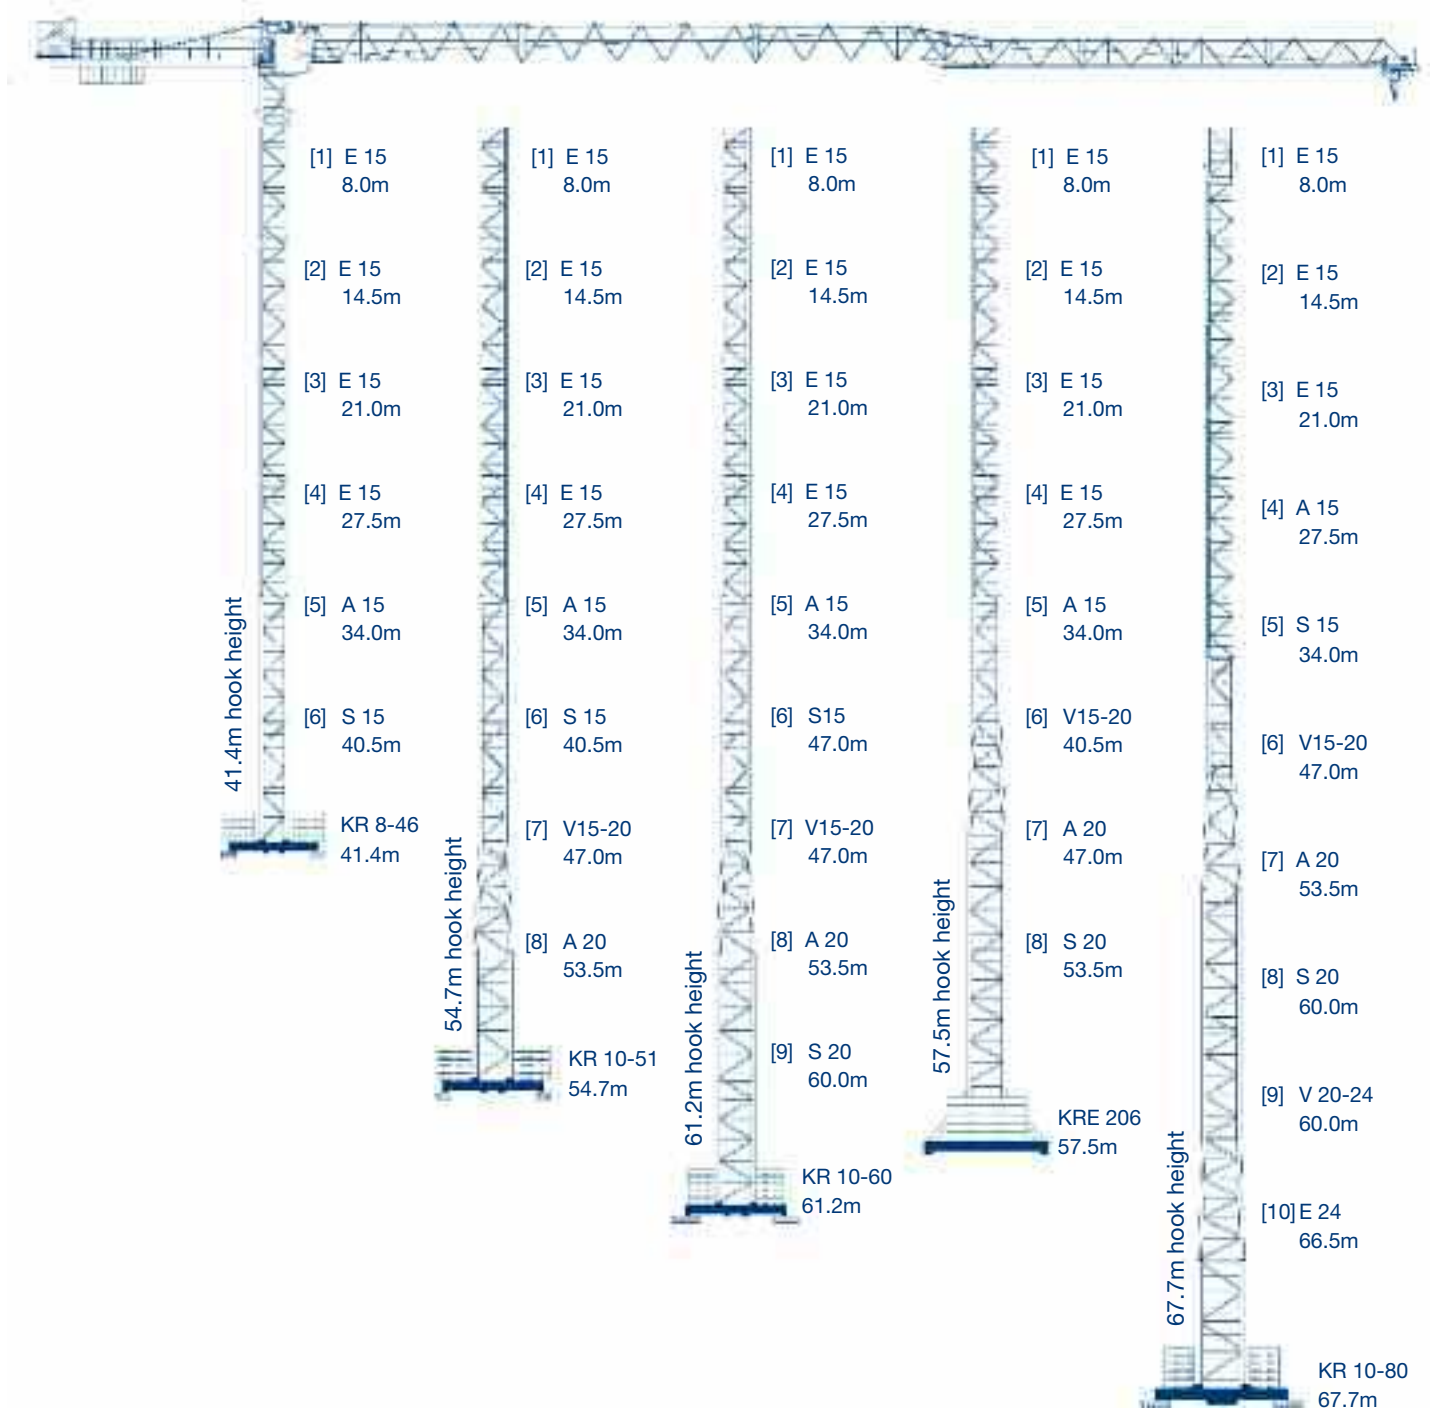 [1] E 15
8.0m
[2] E 15
14.5m
[3] E 15
21.0m
[4] E 15
27.5m
[5] A 15
34.0m
[6] S 15
40.5m
KR 8-46
41.4m
41.4m hook height
[1] E 15
8.0m
[2] E 15
14.5m
[3] E 15
21.0m
[4] E 15
27.5m
[5] A 15
34.0m
[6] S 15
40.5m
[7] V15-20
47.0m
[8] A 20
53.5m
KR 10-51
54.7m
54.7m hook height
[1] E 15
8.0m
[2] E 15
14.5m
[3] E 15
21.0m
[4] E 15
27.5m
[5] A 15
34.0m
[6] S15
47.0m
[7] V15-20
47.0m
[8] A 20
53.5m
[9] S 20
60.0m
KR 10-60
61.2m
61.2m hook height
[1] E 15
8.0m
[2] E 15
14.5m
[3] E 15
21.0m
[4] E 15
27.5m
[5] A 15
34.0m
[6] V15-20
40.5m
[7] A 20
47.0m
[8] S 20
53.5m
KRE 206
57.5m
57.5m hook height
[1] E 15
8.0m
[2] E 15
14.5m
[3] E 15
21.0m
[4] A 15
27.5m
[5] S 15
34.0m
[6] V15-20
47.0m
[7] A 20
53.5m
[8] S 20
60.0m
[9] V 20-24
60.0m
[10] E 24
66.5m
KR 10-80
67.7m
67.7m hook height